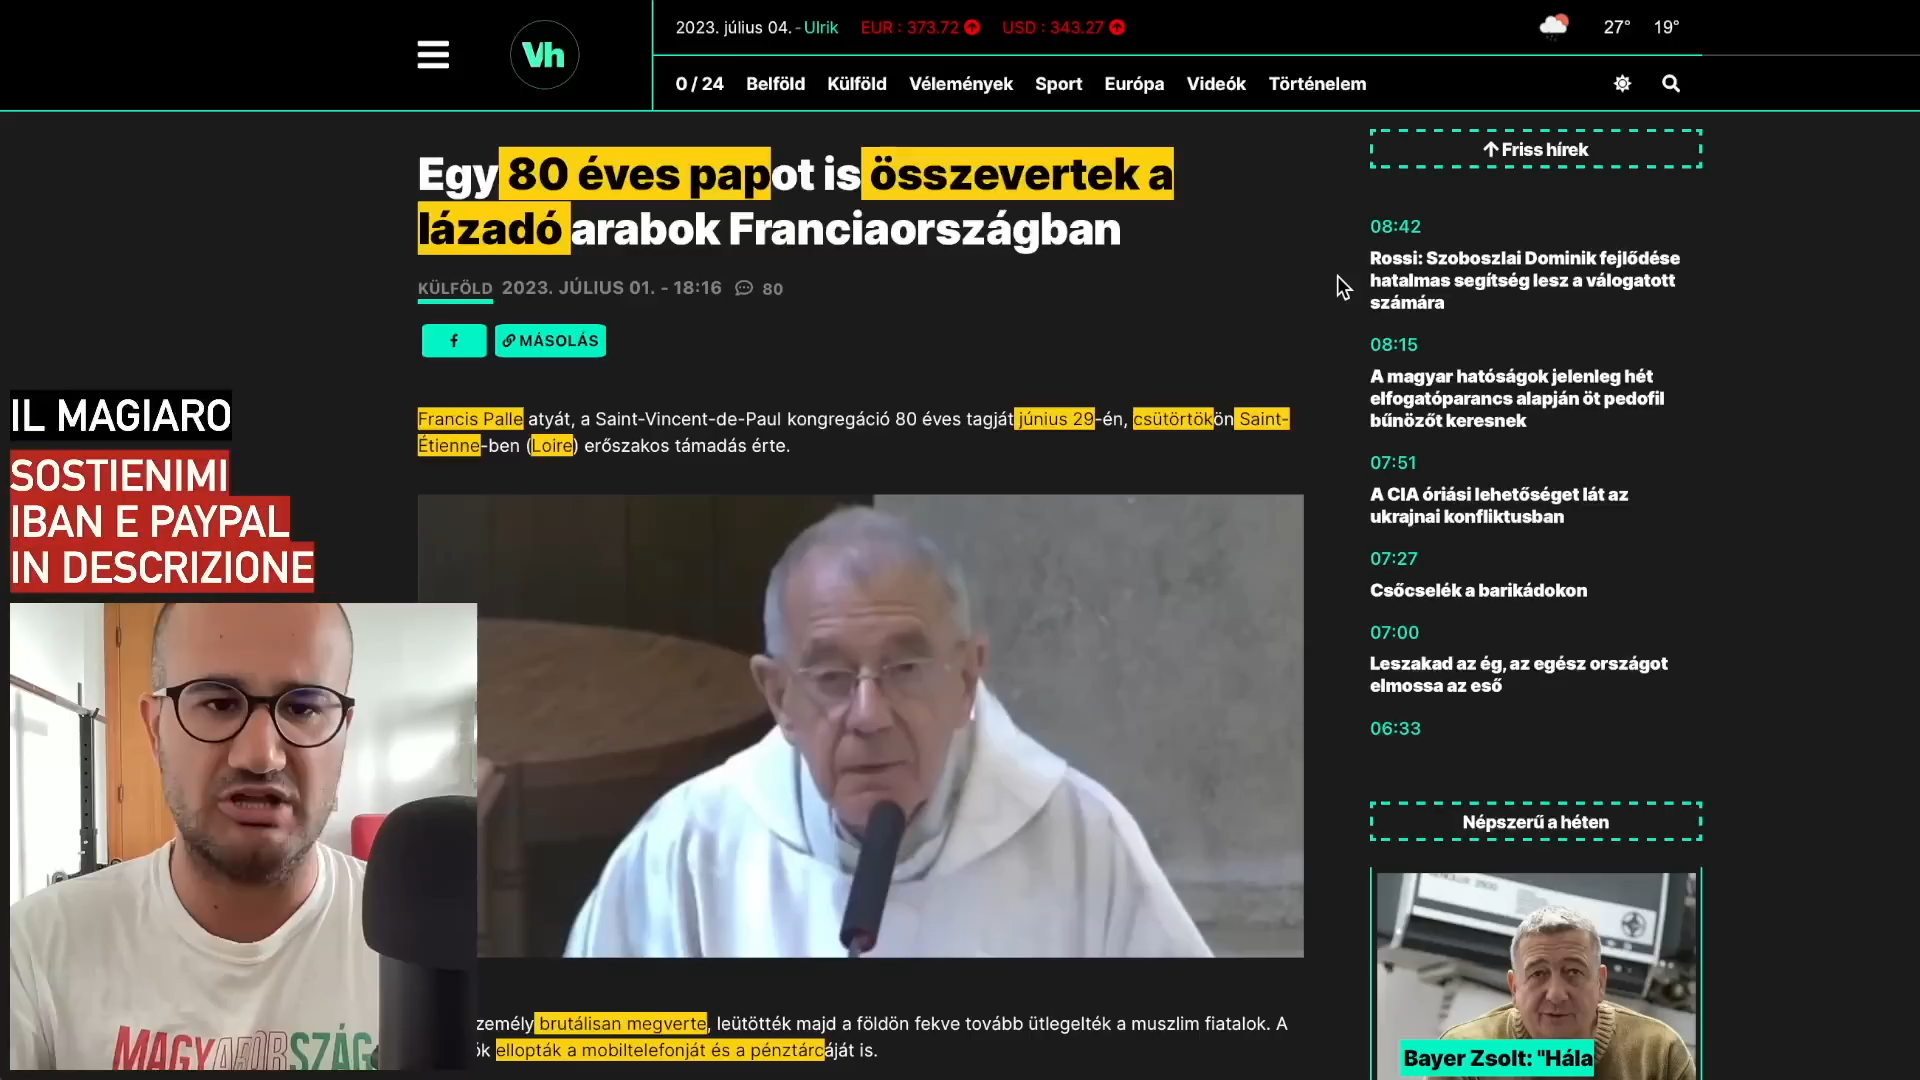 Vh
2023. július 04. - Ulrik EUR : 373.72 USD : 343.27 27° 19°
0 / 24 Belföld Külföld Vélemények Sport Európa Videók Történelem
Egy 80 éves papot is összevertek a
lázadó arabok Franciaországban
KÜLFÖLD 2023. JÚLIUS 01. - 18:16 80
f MÁSOLÁS
Francis Palle atyát, a Saint-Vincent-de-Paul kongregáció 80 éves tagját június 29-én, csütörtökön Saint-
Étienne-ben (Loire) erőszakos támadás érte.
IL MAGIARO
SOSTIENIMI
IBAN E PAYPAL
IN DESCRIZIONE
MAGYARORSZÁG
zemély brutálisan megverte, leütötték majd a földön fekve tovább ütlegelték a muszlim fiatalok. A
ők ellopták a mobiltelefonját és a pénztárcáját is.
Friss hírek
08:42
Rossi: Szoboszlai Dominik fejlődése
hatalmas segítség lesz a válogatott
számára
08:15
A magyar hatóságok jelenleg hét
elfogatóparancs alapján öt pedofil
bűnözőt keresnek
07:51
A CIA óriási lehetőséget lát az
ukrajnai konfliktusban
07:27
Csőcselék a barikádokon
07:00
Leszakad az ég, az egész országot
elmossa az eső
06:33
Népszerű a héten
Bayer Zsolt: "Hála